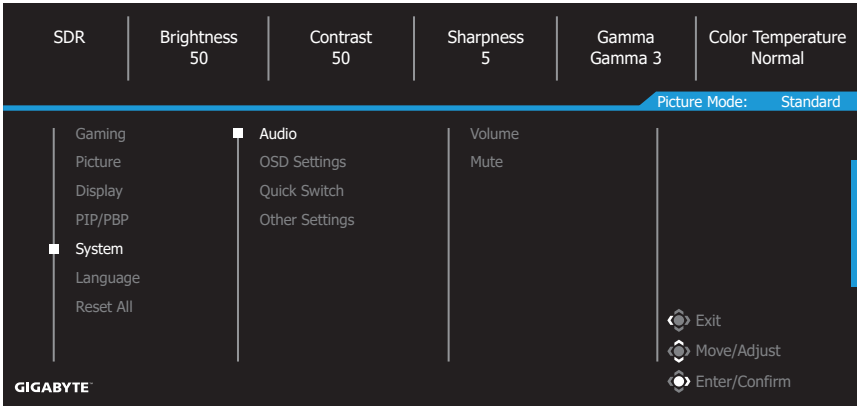 SDR
Brightness
50
Contrast
50
Sharpness
5
Gamma
Gamma 3
Color Temperature
Normal
Picture Mode: Standard
Gaming
Picture
Display
PIP/PBP
System
Language
Reset All
Audio
OSD Settings
Quick Switch
Other Settings
Volume
Mute
Exit
Move/Adjust
Enter/Confirm
GIGABYTE™